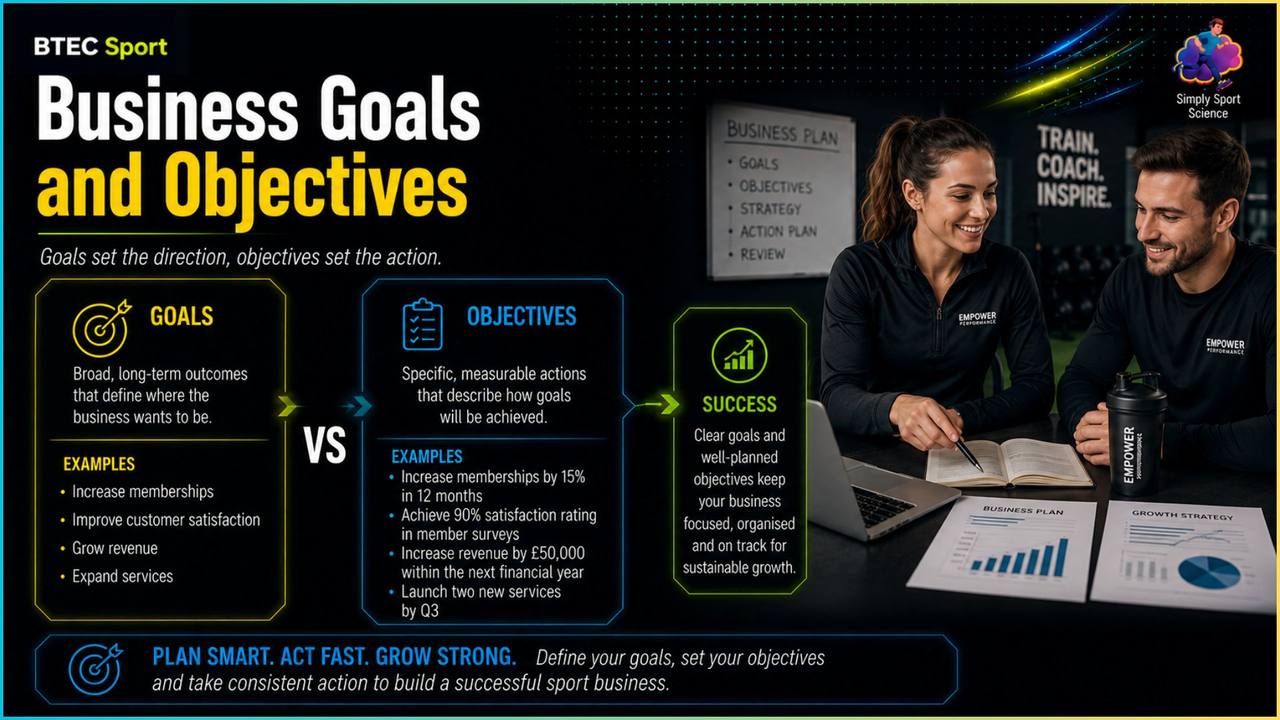 BTEC Sport
Business Goals
and Objectives
Goals set the direction, objectives set the action.
GOALS
Broad, long-term outcomes
that define where the
business wants to be.
EXAMPLES
• Increase memberships
• Improve customer satisfaction
• Grow revenue
• Expand services
VS
OBJECTIVES
Specific, measurable actions
that describe how goals
will be achieved.
EXAMPLES
• Increase memberships by 15%
in 12 months
• Achieve 90% satisfaction rating
in member surveys
• Increase revenue by £50,000
within the next financial year
• Launch two new services
by Q3
SUCCESS
Clear goals and
well-planned
objectives keep
your business
focused, organised
and on track for
sustainable growth.
BUSINESS PLAN
• GOALS
• OBJECTIVES
• STRATEGY
• ACTION PLAN
• REVIEW
TRAIN.
COACH.
INSPIRE.
Simply Sport
Science
EMPOWER
PERFORMANCE
EMPOWER
PERFORMANCE
EMPOWER
BUSINESS PLAN
GROWTH STRATEGY
PLAN SMART. ACT FAST. GROW STRONG. Define your goals, set your objectives
and take consistent action to build a successful sport business.